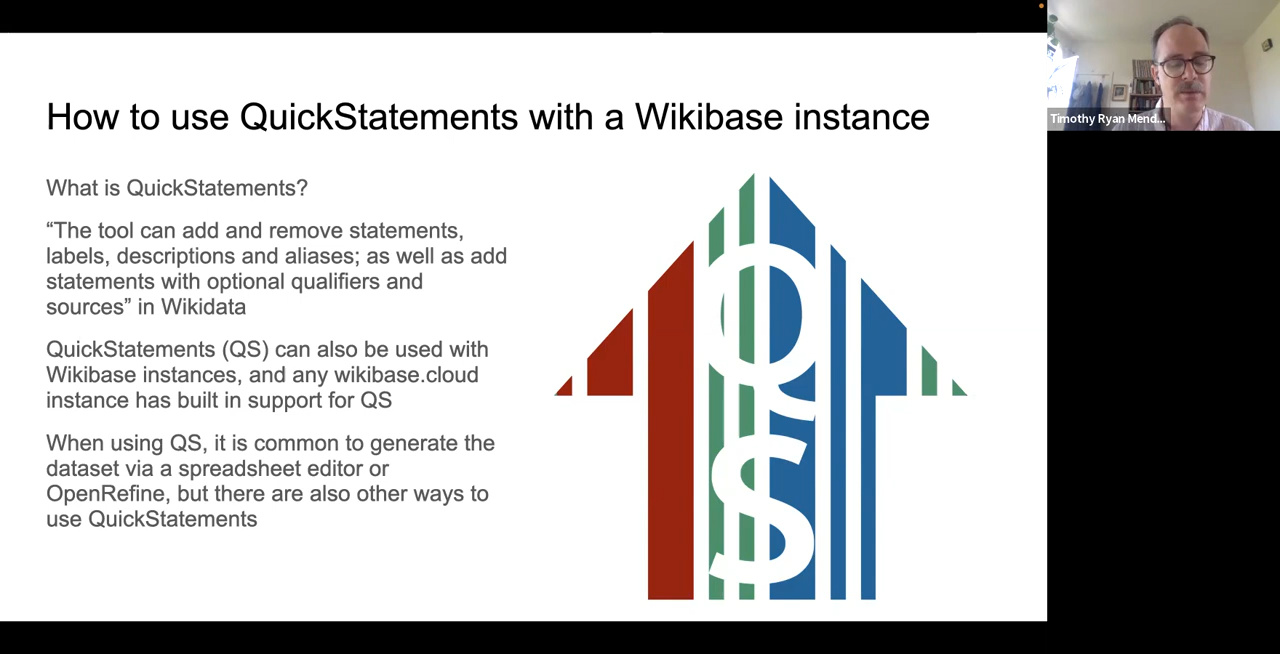 How to use QuickStatements with a Wikibase instance
What is QuickStatements?
“The tool can add and remove statements,
labels, descriptions and aliases; as well as add
statements with optional qualifiers and
sources” in Wikidata
QuickStatements (QS) can also be used with
Wikibase instances, and any wikibase.cloud
instance has built in support for QS
When using QS, it is common to generate the
dataset via a spreadsheet editor or
OpenRefine, but there are also other ways to
use QuickStatements
Q
S
Timothy Ryan Mend...